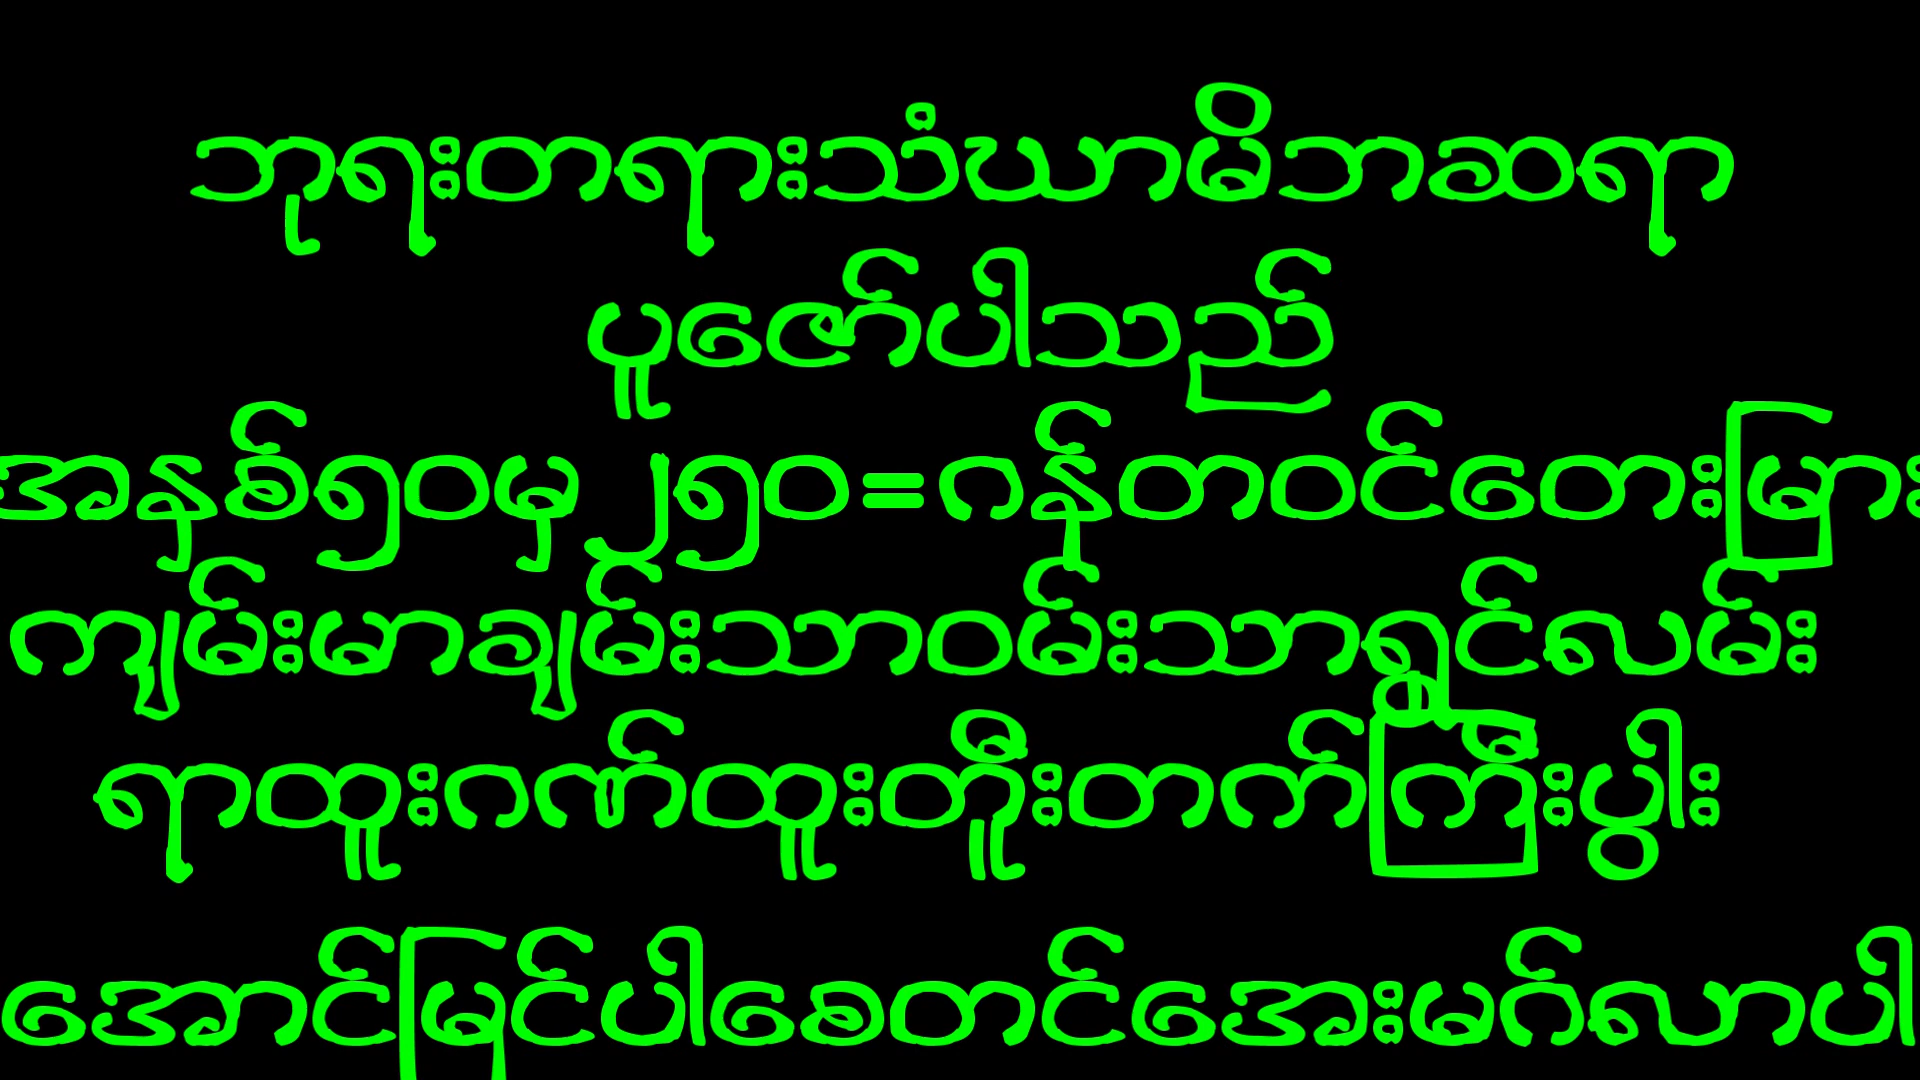 ဘုရးတရားသံဃာမိဘဆရာ
ပူဇော်ပါသည်
အနှစ်၅၀မှ၂၅၀=ဂန်တဝင်တေးမြား
ကျမ်းမာချမ်းသာဝမ်းသာရွှင်လမ်း
ရာထူးဂဏ်ထူးတိူးတက်ကြီးပွါး
အောင်မြင်ပါစေတင်အေးမင်္ဂလာပါ